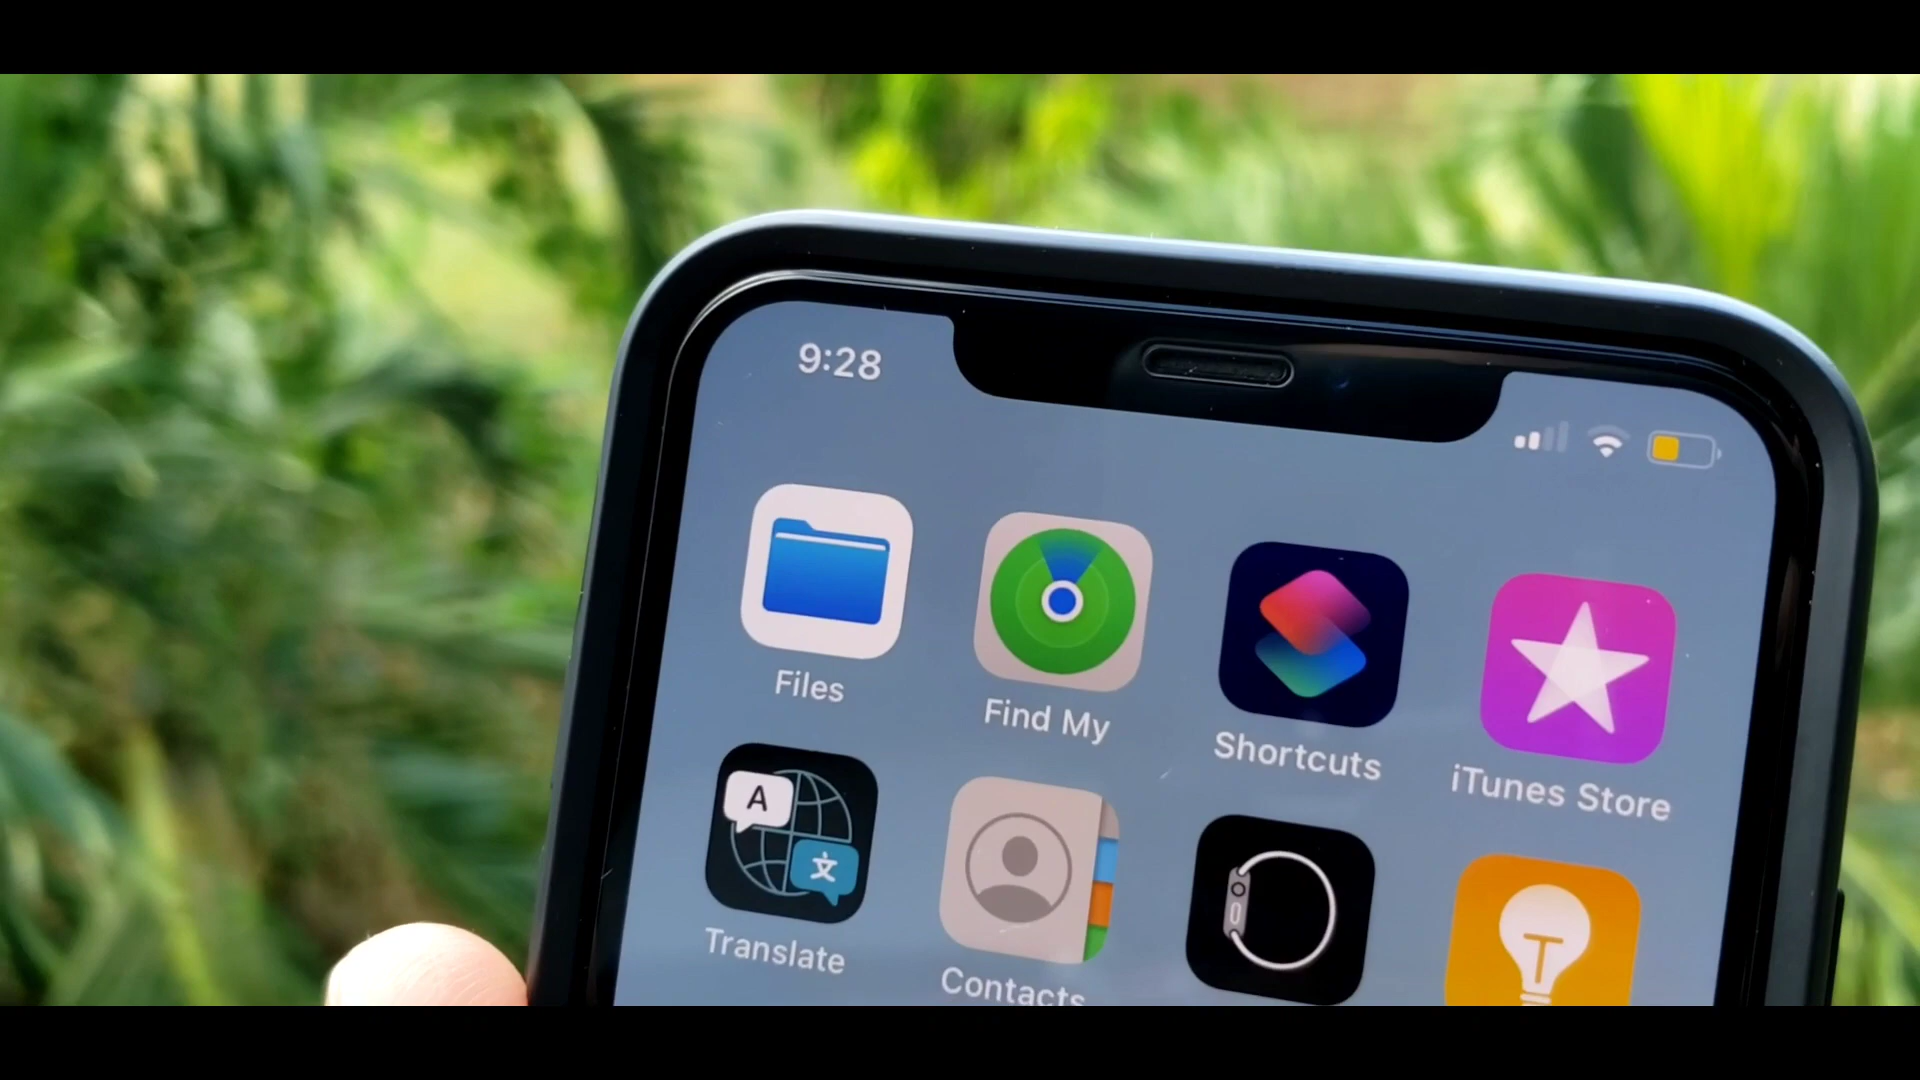 9:28
Files
Find My
Shortcuts
iTunes Store
A
文
Translate
Contacts